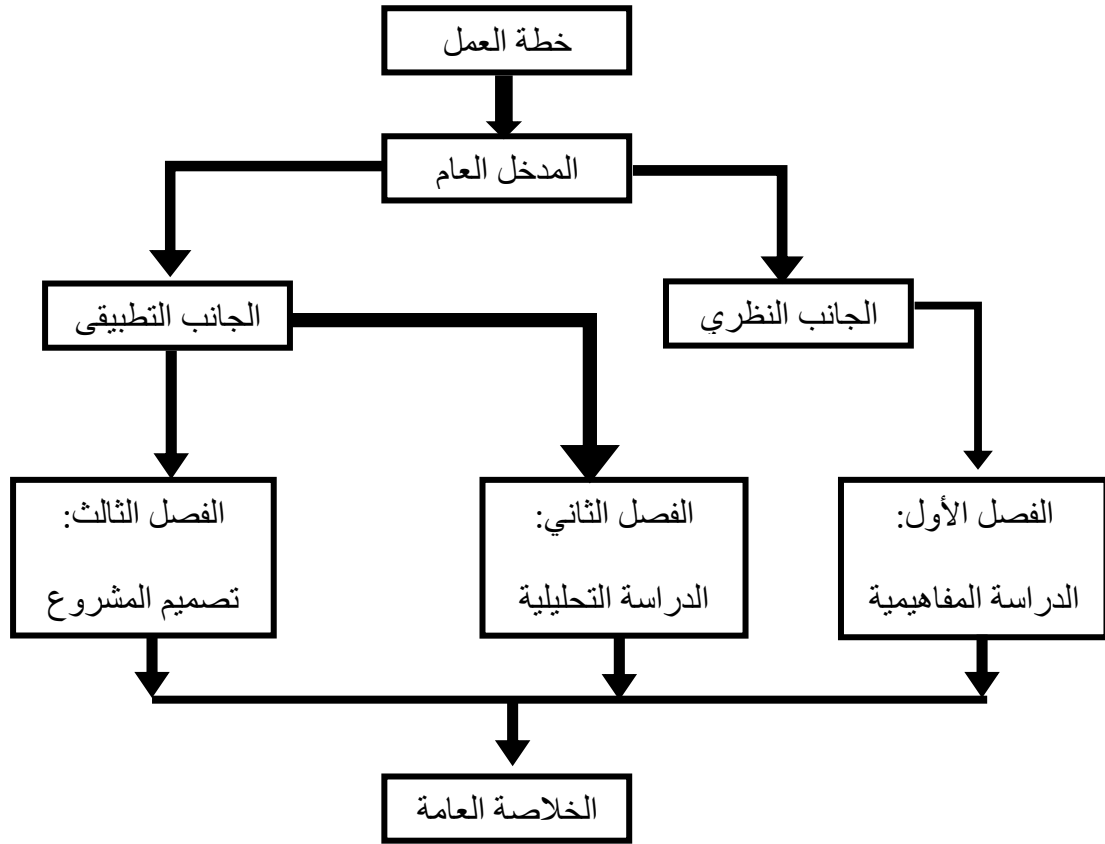 خطة العمل
المدخل العام
الجانب النظري
الجانب التطبيقى
الفصل الأول:
الدراسة المفاهيمية
الفصل الثاني:
الدراسة التحليلية
الفصل الثالث:
تصميم المشروع
الخلاصة العامة